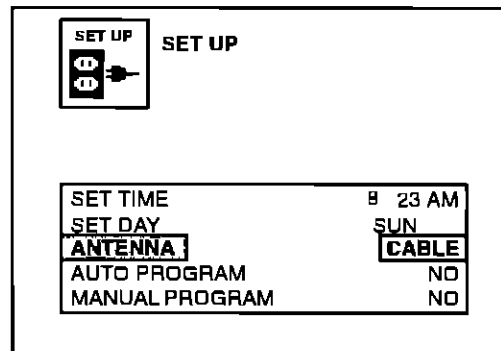 SET UP
SET UP
SET TIME 8 23 AM
SET DAY SUN
ANTENNA CABLE
AUTO PROGRAM NO
MANUAL PROGRAM NO